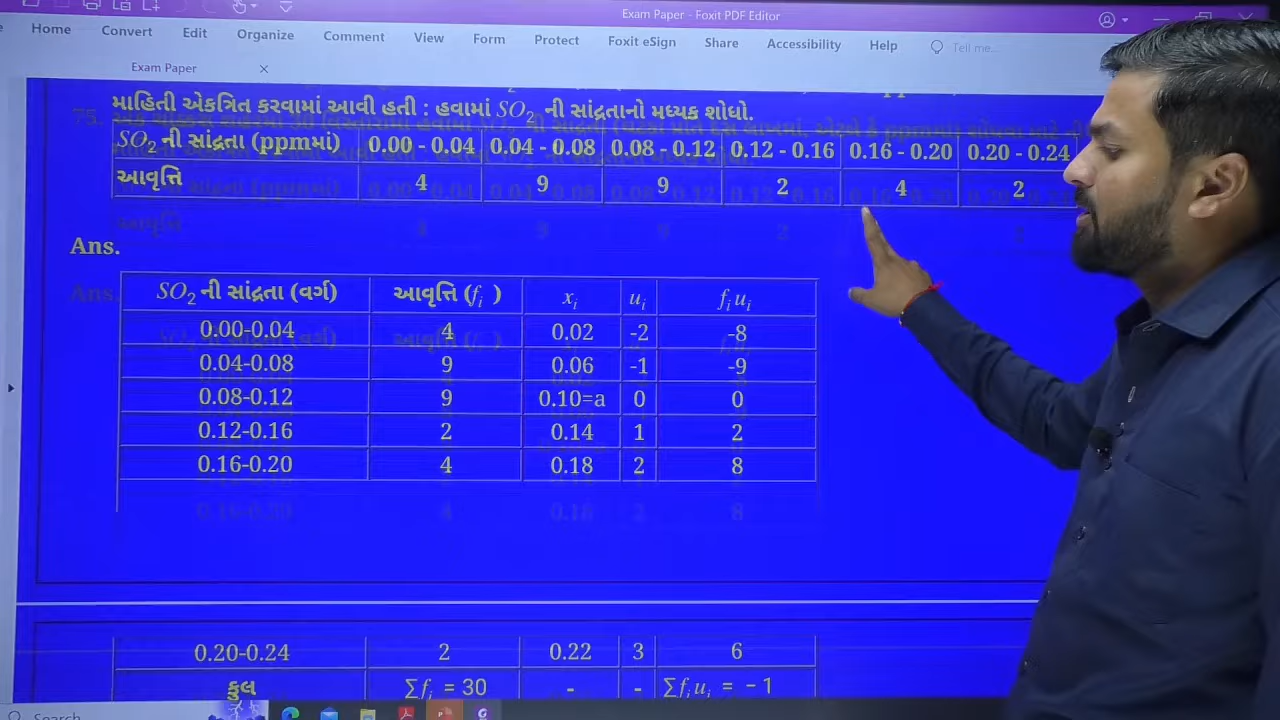 Exam Paper - Foxit PDF Editor
Home Convert Edit Organize Comment View Form Protect Foxit eSign Share Accessibility Help Tell me...
Exam Paper
માહિતી એકત્રિત કરવામાં આવી હતી : હવામાં SO₂ ની સાંદ્રતાનો મધ્યક શોધો.
SO₂ ની સાંદ્રતા (ppmમાં) 0.00 - 0.04 0.04 - 0.08 0.08 - 0.12 0.12 - 0.16 0.16 - 0.20 0.20 - 0.24
આવૃત્તિ 4 9 9 2 4 2
Ans.
SO₂ ની સાંદ્રતા (વર્ગ) આવૃત્તિ (fᵢ ) xᵢ uᵢ fᵢuᵢ
0.00-0.04 4 0.02 -2 -8
0.04-0.08 9 0.06 -1 -9
0.08-0.12 9 0.10=a 0 0
0.12-0.16 2 0.14 1 2
0.16-0.20 4 0.18 2 8
0.20-0.24 2 0.22 3 6
કુલ Σfᵢ = 30 - - Σfᵢuᵢ = − 1
Search